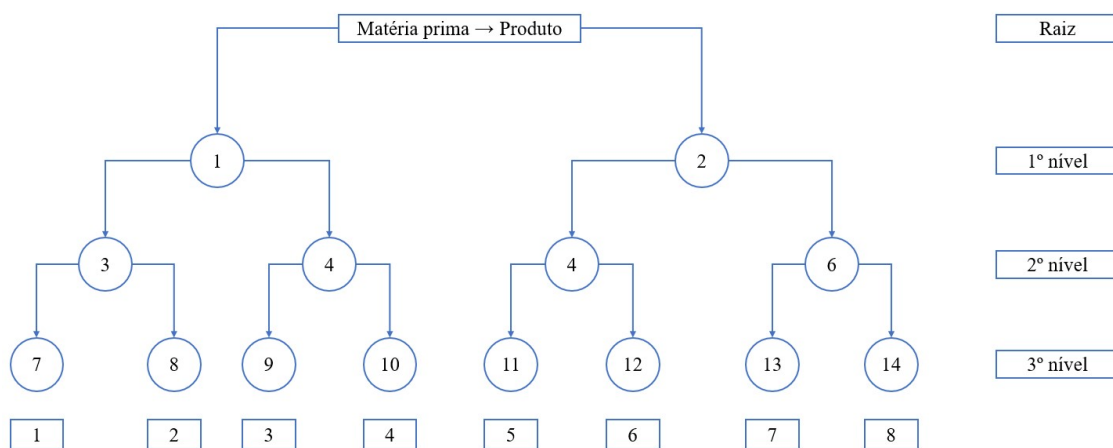 Matéria prima → Produto Raiz
1 2 1º nível
3 4 4 6 2º nível
7 8 9 10 11 12 13 14 3º nível
1 2 3 4 5 6 7 8